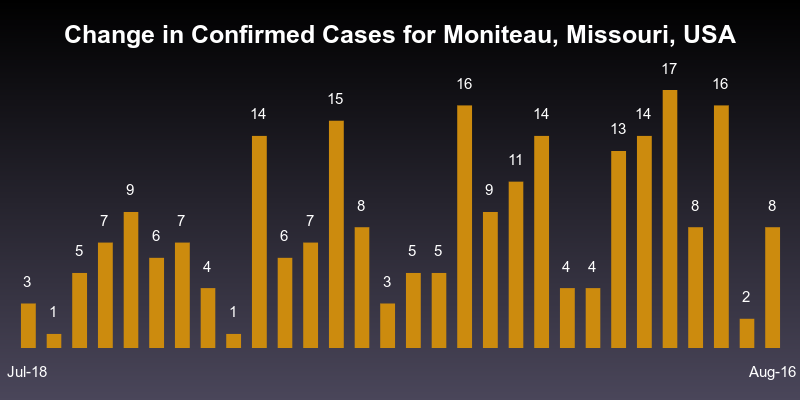 Change in Confirmed Cases for Moniteau, Missouri, USA
3 1 5 7 9 6 7 4 1 14 6 7 15 8 3 5 5 16 9 11 14 4 4 13 14 17 8 16 2 8
Jul-18 Aug-16